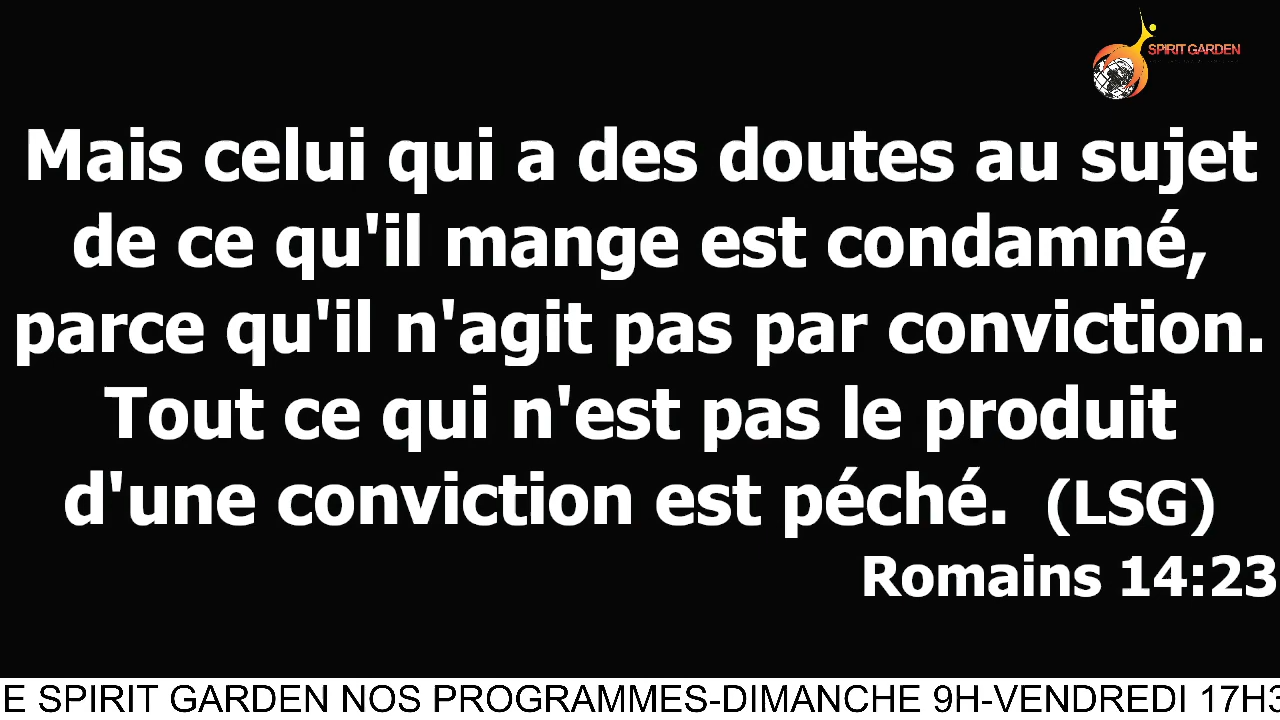 SPIRIT GARDEN
Mais celui qui a des doutes au sujet
de ce qu'il mange est condamné,
parce qu'il n'agit pas par conviction.
Tout ce qui n'est pas le produit
d'une conviction est péché. (LSG)
Romains 14:23
E SPIRIT GARDEN NOS PROGRAMMES-DIMANCHE 9H-VENDREDI 17H3